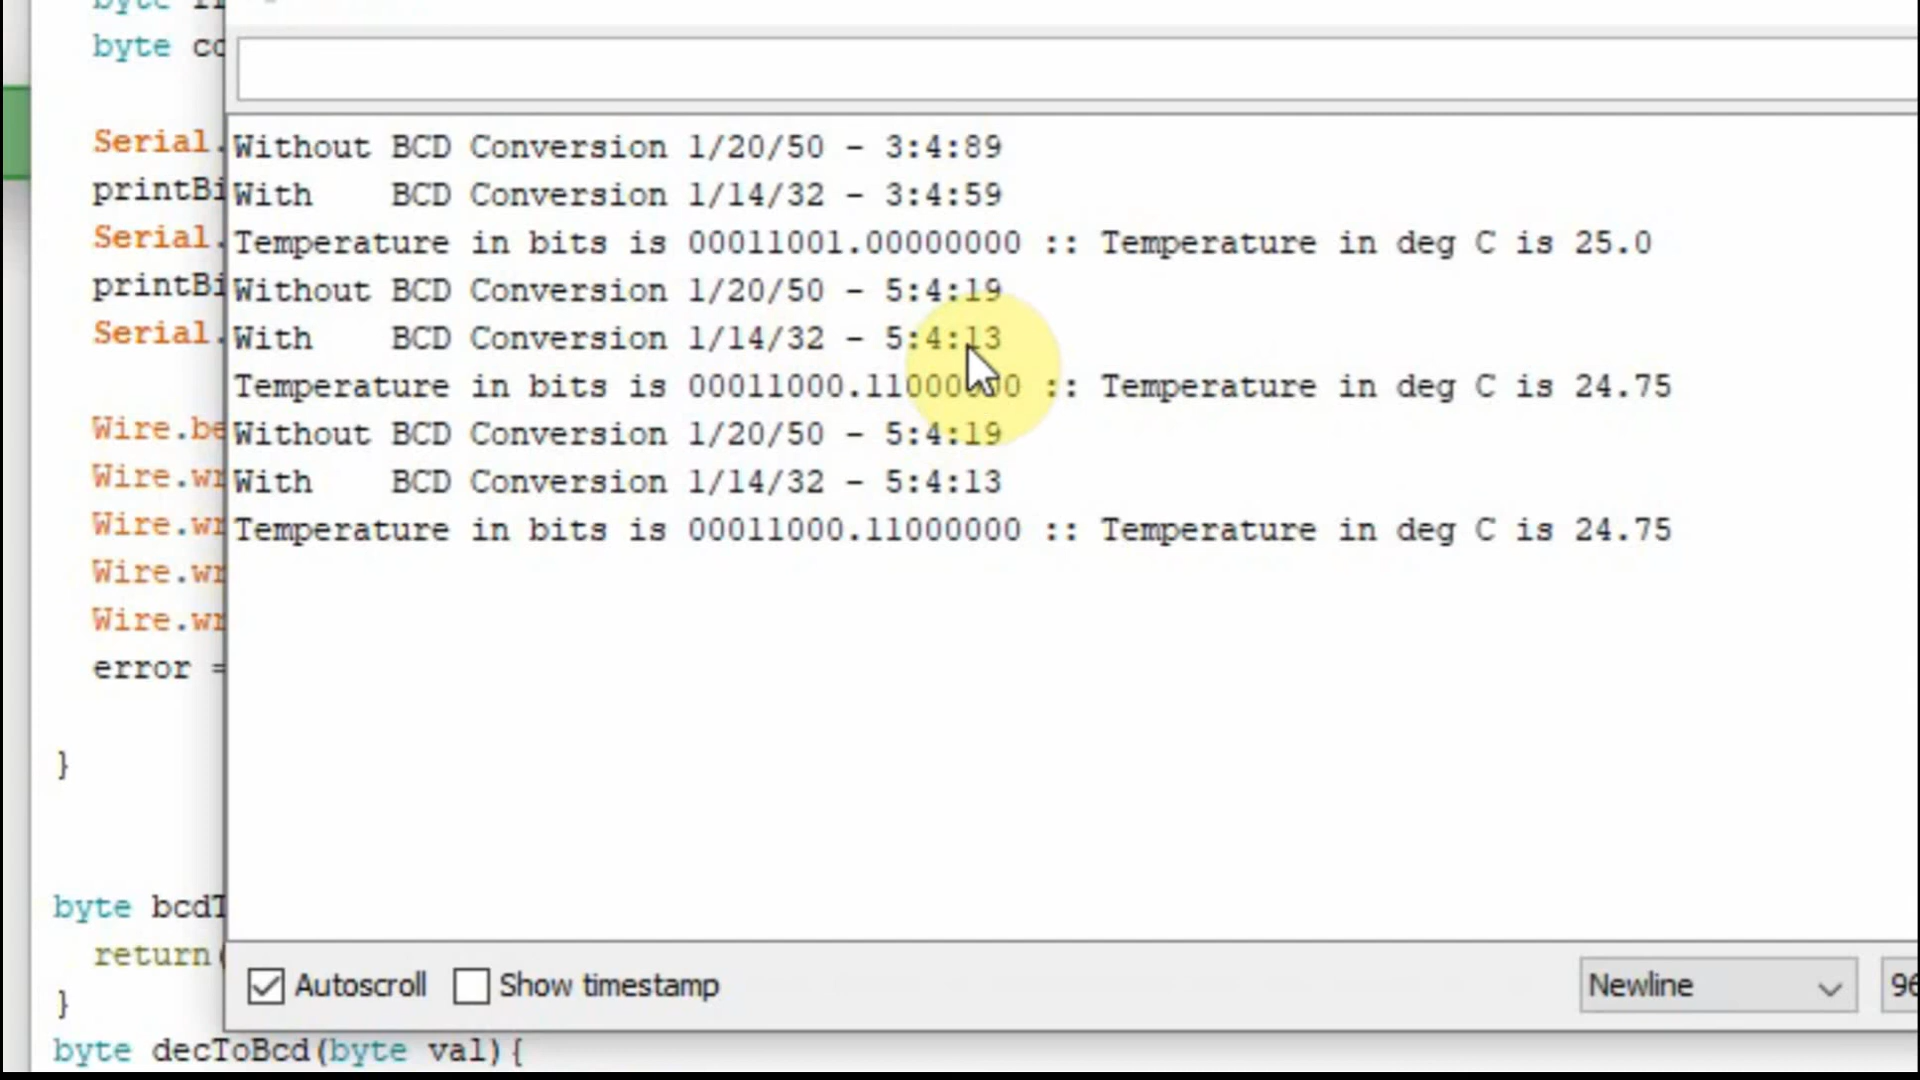 byte
byte co
Serial.
printBi
Serial.
printBi
Serial.
Wire.be
Wire.wr
Wire.wr
Wire.wr
Wire.wr
error =
}
byte bcdT
return(
}
byte decToBcd(byte val){
Without BCD Conversion 1/20/50 - 3:4:89
With    BCD Conversion 1/14/32 - 3:4:59
Temperature in bits is 00011001.00000000 :: Temperature in deg C is 25.0
Without BCD Conversion 1/20/50 - 5:4:19
With    BCD Conversion 1/14/32 - 5:4:13
Temperature in bits is 00011000.11000000 :: Temperature in deg C is 24.75
Without BCD Conversion 1/20/50 - 5:4:19
With    BCD Conversion 1/14/32 - 5:4:13
Temperature in bits is 00011000.11000000 :: Temperature in deg C is 24.75
Autoscroll Show timestamp Newline 96